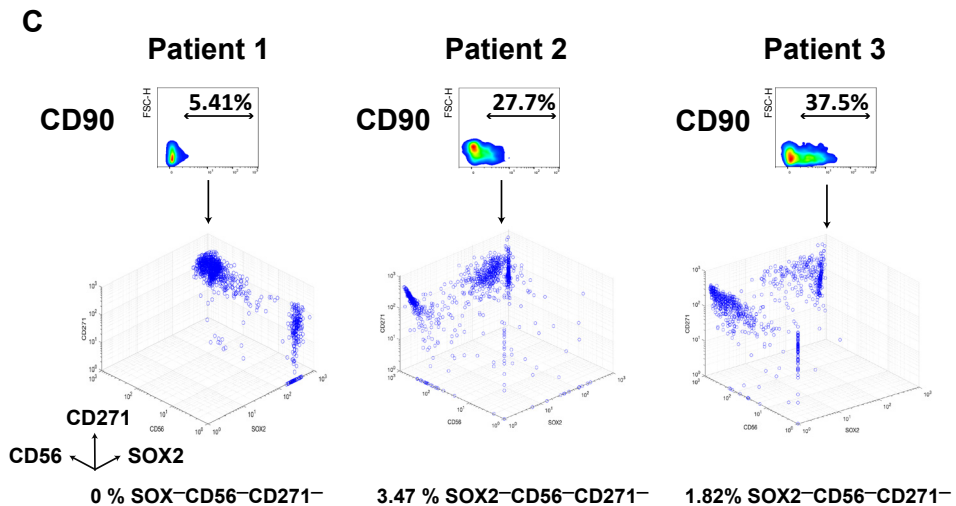 C
Patient 1 Patient 2 Patient 3
CD90 FSC-H 5.41% CD90 FSC-H 27.7% CD90 FSC-H 37.5%
CD271 CD271 CD271
CD56 SOX2 CD56 SOX2 CD56 SOX2
CD271
CD56 SOX2
0 % SOX−CD56−CD271− 3.47 % SOX2−CD56−CD271− 1.82% SOX2−CD56−CD271−